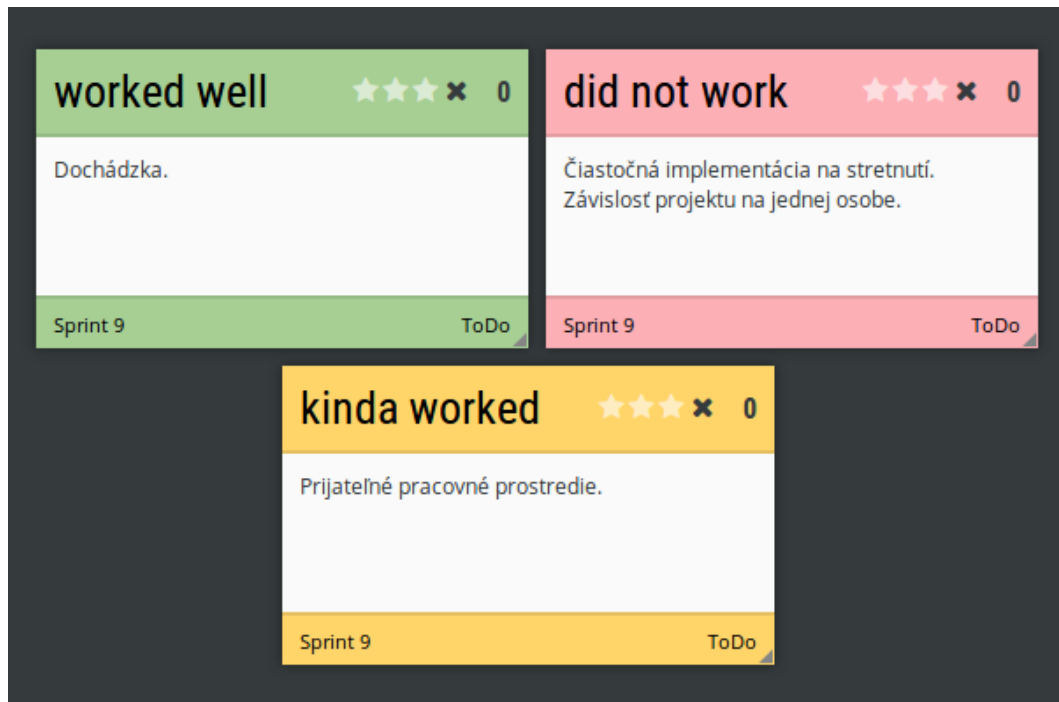 worked well 0
Dochádzka.
Sprint 9 ToDo
did not work 0
Čiastočná implementácia na stretnutí.
Závislosť projektu na jednej osobe.
Sprint 9 ToDo
kinda worked 0
Prijateľné pracovné prostredie.
Sprint 9 ToDo